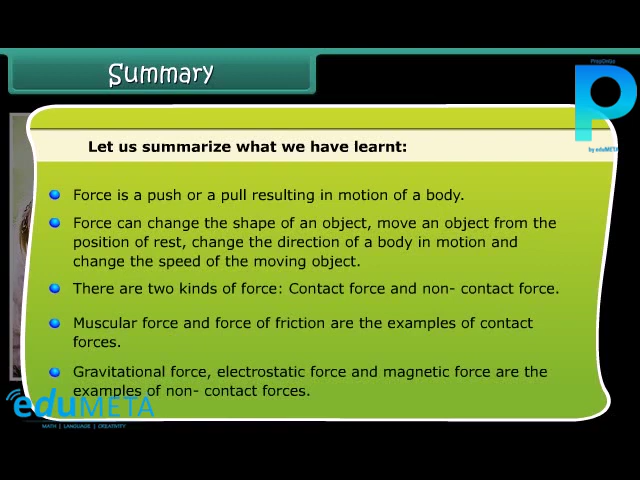 Summary
PrepUnQa
P
by eduMETA
Let us summarize what we have learnt:
Force is a push or a pull resulting in motion of a body.
Force can change the shape of an object, move an object from the
position of rest, change the direction of a body in motion and
change the speed of the moving object.
There are two kinds of force: Contact force and non- contact force.
Muscular force and force of friction are the examples of contact
forces.
Gravitational force, electrostatic force and magnetic force are the
examples of non- contact forces.
eduMETA
MATH | LANGUAGE | CREATIVITY